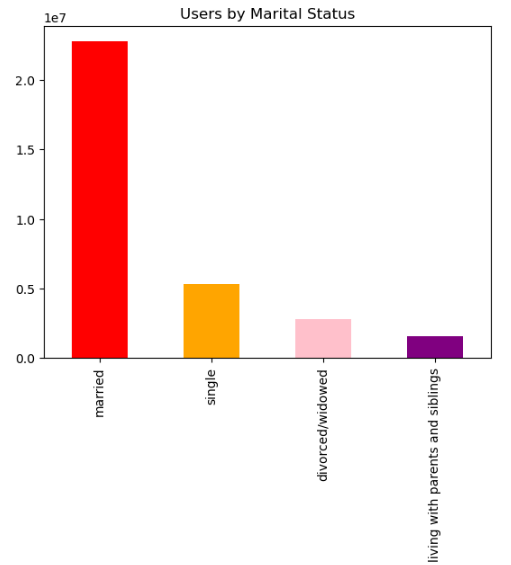 Users by Marital Status
1e7
2.0
1.5
1.0
0.5
0.0
married
single
divorced/widowed
living with parents and siblings